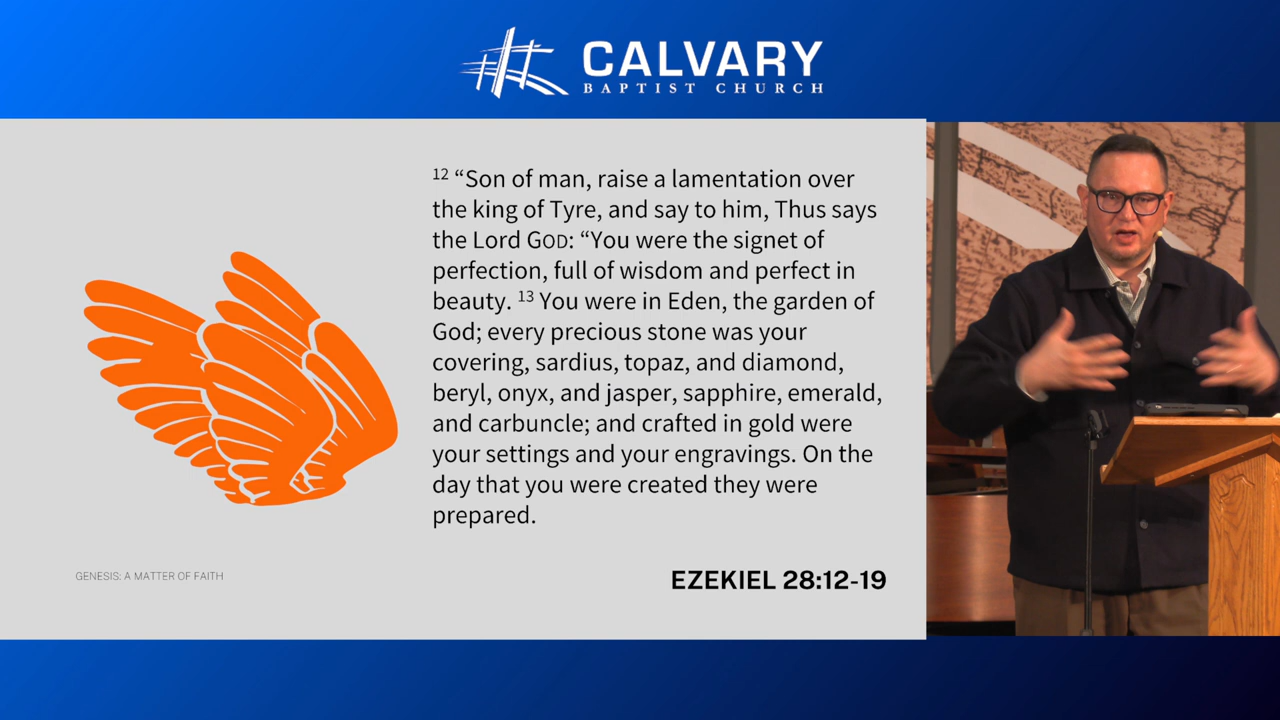 CALVARY
BAPTIST CHURCH
¹² “Son of man, raise a lamentation over
the king of Tyre, and say to him, Thus says
the Lord GOD: “You were the signet of
perfection, full of wisdom and perfect in
beauty. ¹³ You were in Eden, the garden of
God; every precious stone was your
covering, sardius, topaz, and diamond,
beryl, onyx, and jasper, sapphire, emerald,
and carbuncle; and crafted in gold were
your settings and your engravings. On the
day that you were created they were
prepared.
GENESIS: A MATTER OF FAITH
EZEKIEL 28:12-19